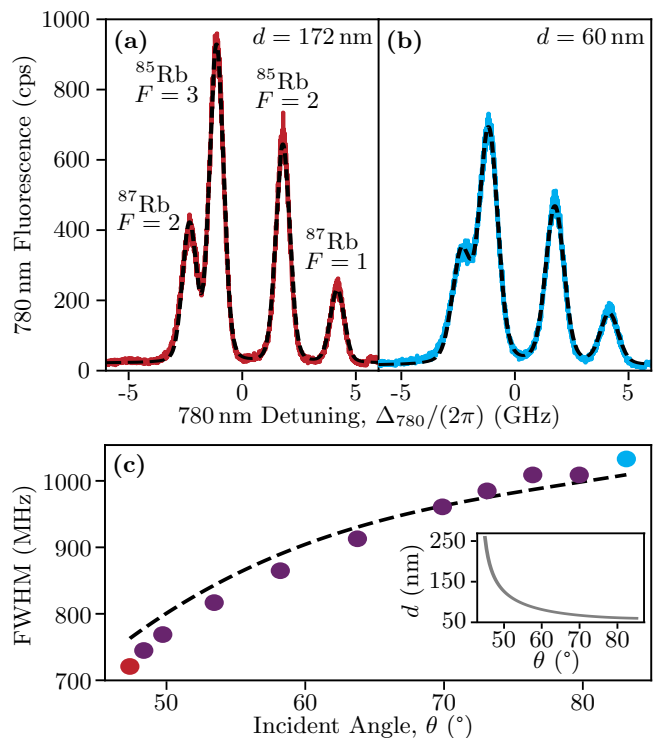 1000
800
600
400
200
0
780 nm Fluorescence (cps)
(a)
d = 172 nm
⁸⁵Rb
F = 3
⁸⁵Rb
F = 2
⁸⁷Rb
F = 2
⁸⁷Rb
F = 1
-5
0
5
(b)
d = 60 nm
-5
0
5
780 nm Detuning, Δ₇₈₀/(2π) (GHz)
(c)
1000
900
800
700
FWHM (MHz)
50
60
70
80
Incident Angle, θ (°)
250
150
50
d (nm)
50
60
70
80
θ (°)